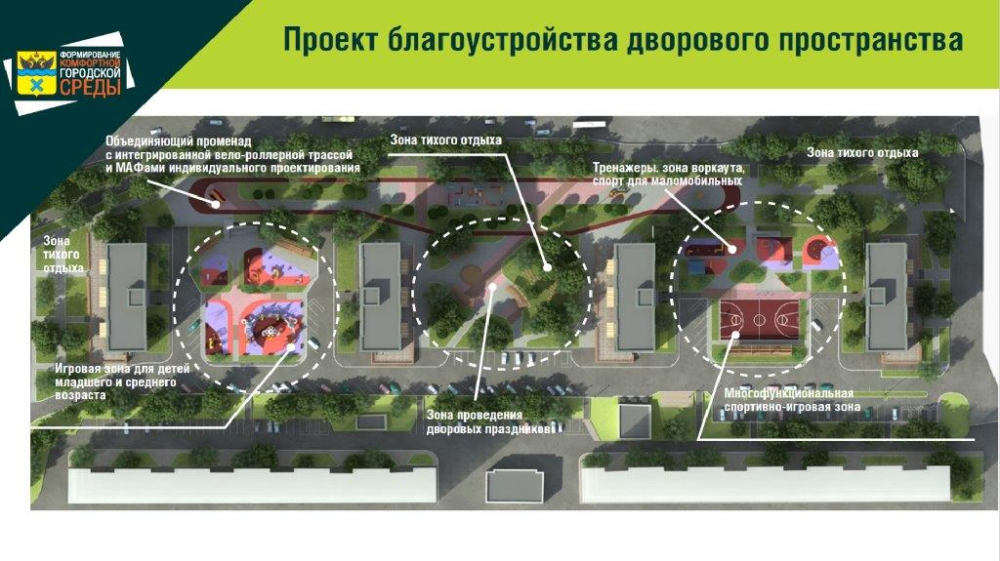 Проект благоустройства дворового пространства
ФОРМИРОВАНИЕ
КОМФОРТНОЙ
ГОРОДСКОЙ
СРЕДЫ
Объединяющий променад
с интегрированной вело-роллерной трассой
и МАФами индивидуального проектирования
Зона тихого отдыха
Тренажеры, зона воркаута,
спорт для маломобильных
Зона тихого отдыха
Зона
тихого
отдыха
Игровая зона для детей
младшего и среднего
возраста
Зона проведения
дворовых праздников
Многофункциональная
спортивно-игровая зона